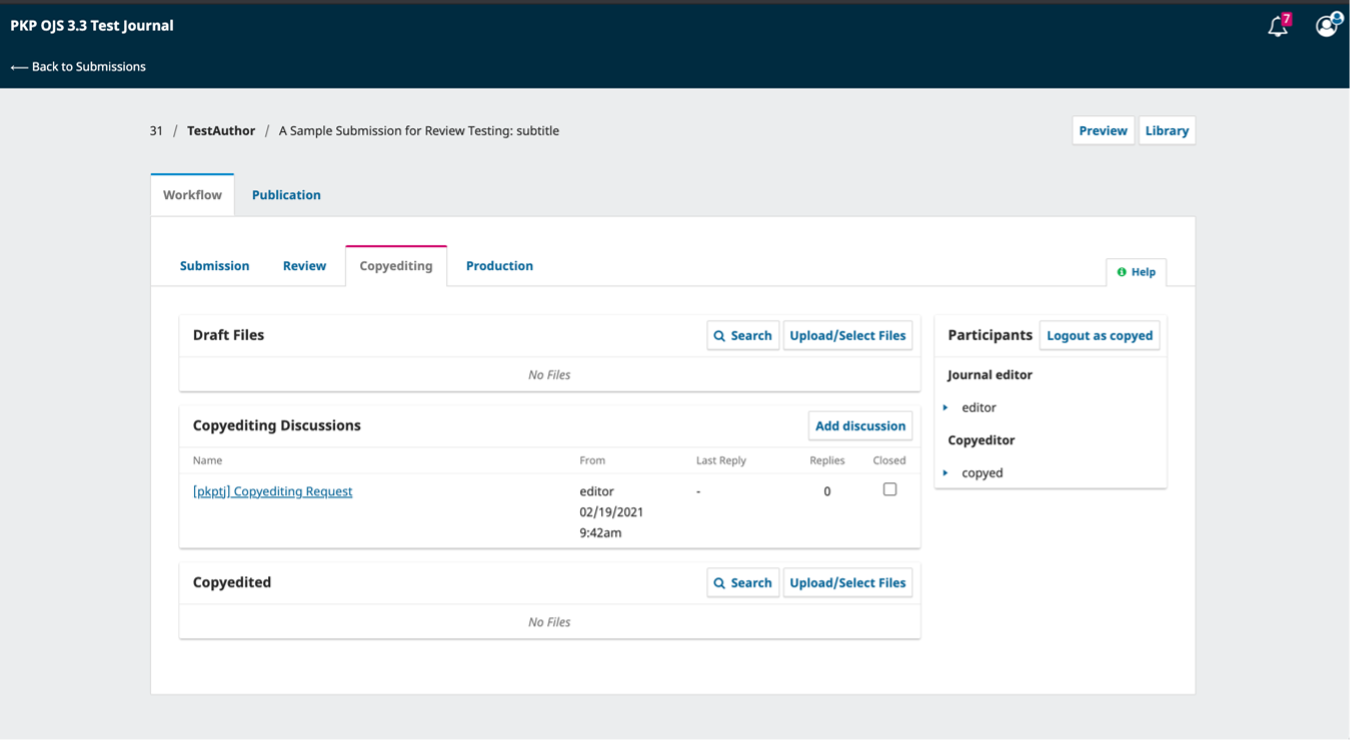 PKP OJS 3.3 Test Journal
7
⟵ Back to Submissions
31 / TestAuthor / A Sample Submission for Review Testing: subtitle
Preview
Library
Workflow
Publication
Submission
Review
Copyediting
Production
Help
Draft Files
Search
Upload/Select Files
No Files
Copyediting Discussions
Add discussion
Name From Last Reply Replies Closed
[pkptj] Copyediting Request
editor
02/19/2021
9:42am
-
0
Copyedited
Search
Upload/Select Files
No Files
Participants
Logout as copyed
Journal editor
editor
Copyeditor
copyed